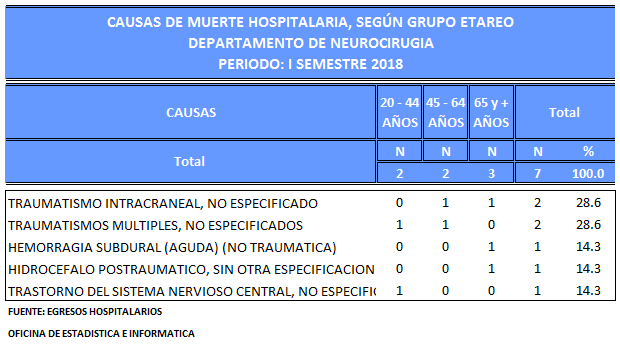 CAUSAS DE MUERTE HOSPITALARIA, SEGÚN GRUPO ETAREO
DEPARTAMENTO DE NEUROCIRUGIA
PERIODO: I SEMESTRE 2018
CAUSAS 20 - 44 AÑOS 45 - 64 AÑOS 65 y + AÑOS Total
Total N N N N %
2 2 3 7 100.0
TRAUMATISMO INTRACRANEAL, NO ESPECIFICADO 0 1 1 2 28.6
TRAUMATISMOS MULTIPLES, NO ESPECIFICADOS 1 1 0 2 28.6
HEMORRAGIA SUBDURAL (AGUDA) (NO TRAUMATICA) 0 0 1 1 14.3
HIDROCEFALO POSTRAUMATICO, SIN OTRA ESPECIFICACION 0 0 1 1 14.3
TRASTORNO DEL SISTEMA NERVIOSO CENTRAL, NO ESPECIFIC 1 0 0 1 14.3
FUENTE: EGRESOS HOSPITALARIOS
OFICINA DE ESTADISTICA E INFORMATICA